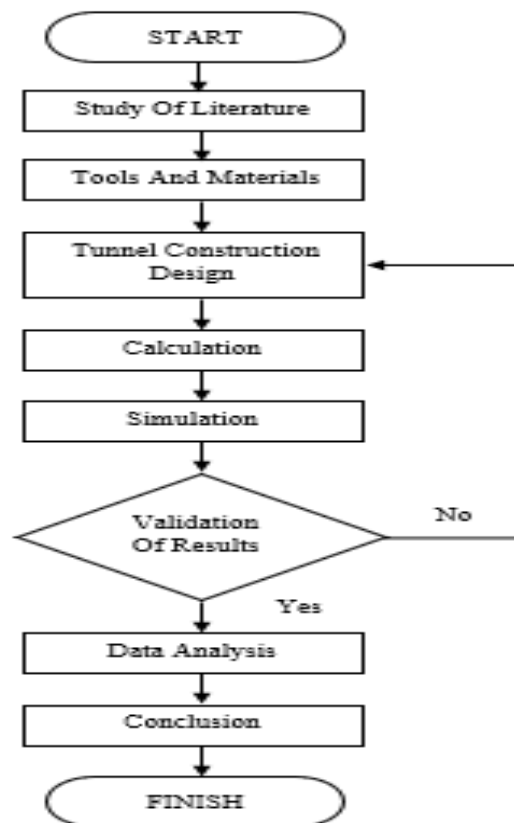 START
Study Of Literature
Tools And Materials
Tunnel Construction
Design
Calculation
Simulation
Validation
Of Results
No
Yes
Data Analysis
Conclusion
FINISH